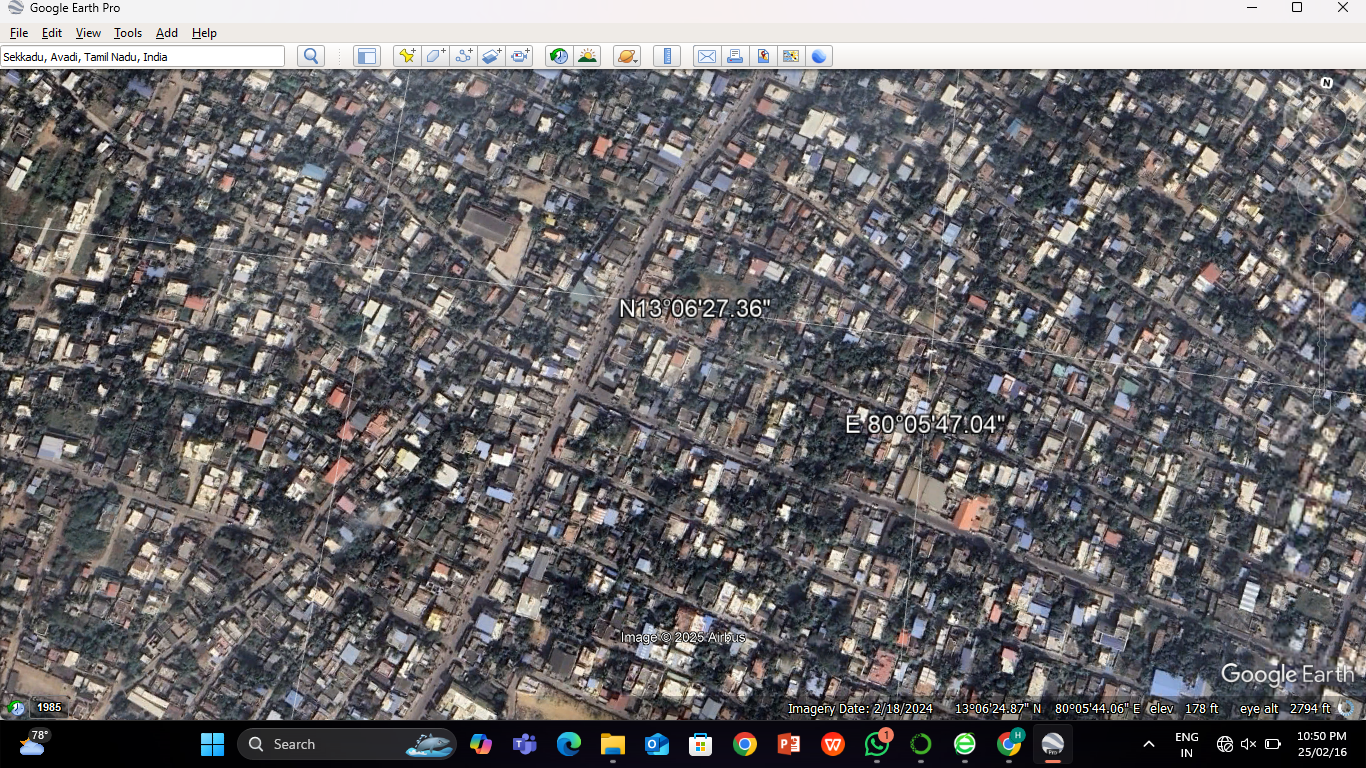 Google Earth Pro
File Edit View Tools Add Help
Sekkadu, Avadi, Tamil Nadu, India
N
N13°06'27.36"
E 80°05'47.04"
Image © 2025 Airbus
Google Earth
1985
Imagery Date: 2/18/2024 13°06'24.87" N 80°05'44.06" E elev 178 ft eye alt 2794 ft
78°
Search
1
H
Pro
ENG
IN
10:50 PM
25/02/16